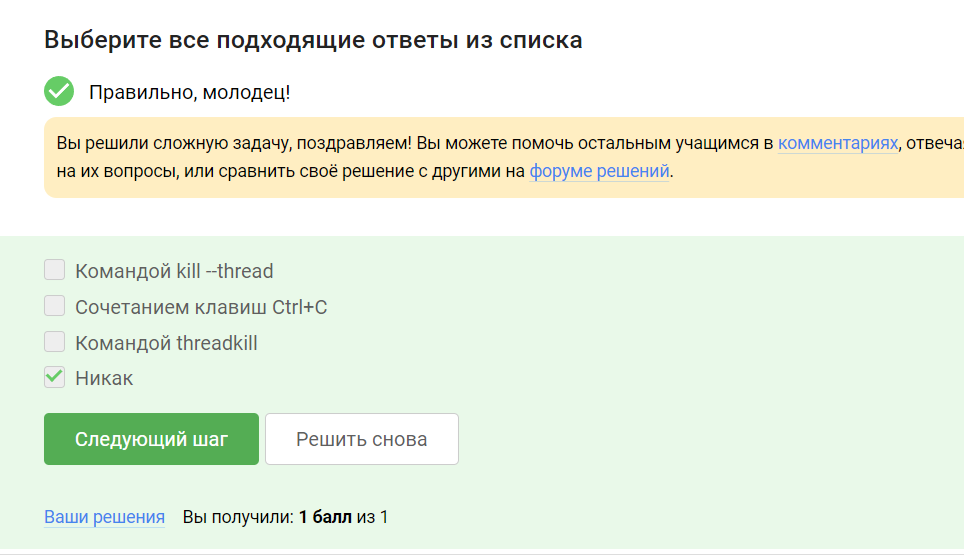 Выберите все подходящие ответы из списка
Правильно, молодец!
Вы решили сложную задачу, поздравляем! Вы можете помочь остальным учащимся в комментариях, отвеча
на их вопросы, или сравнить своё решение с другими на форуме решений.
Командой kill --thread
Сочетанием клавиш Ctrl+C
Командой threadkill
Никак
Следующий шаг Решить снова
Ваши решения Вы получили: 1 балл из 1